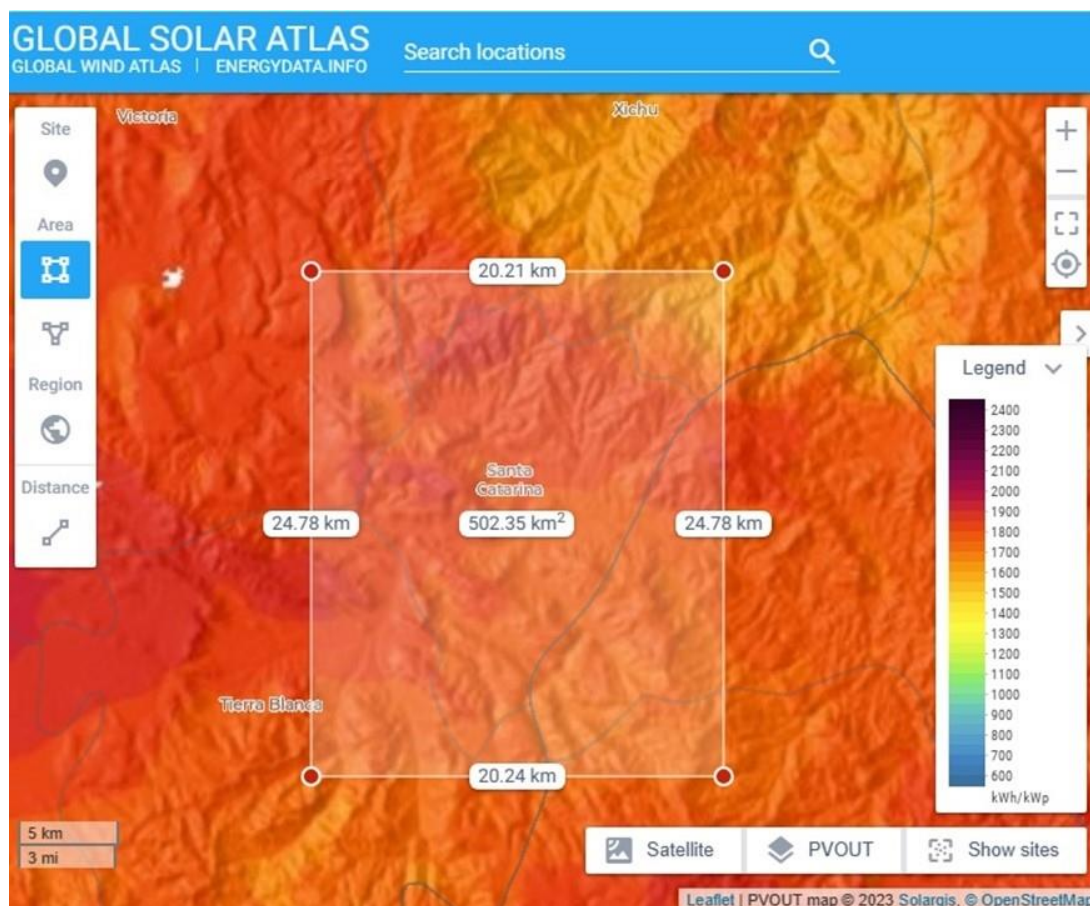 GLOBAL SOLAR ATLAS
GLOBAL WIND ATLAS | ENERGYDATA.INFO
Search locations
Victoria
Xichu
Site
Area
Region
Distance
20.21 km
Santa
Catarina
24.78 km
502.35 km²
24.78 km
Tierra Blanca
20.24 km
Legend
2400
2300
2200
2100
2000
1900
1800
1700
1600
1500
1400
1300
1200
1100
1000
900
800
700
600
kWh/kWp
5 km
3 mi
Satellite
PVOUT
Show sites
Leaflet | PVOUT map © 2023 Solargis, © OpenStreetMap